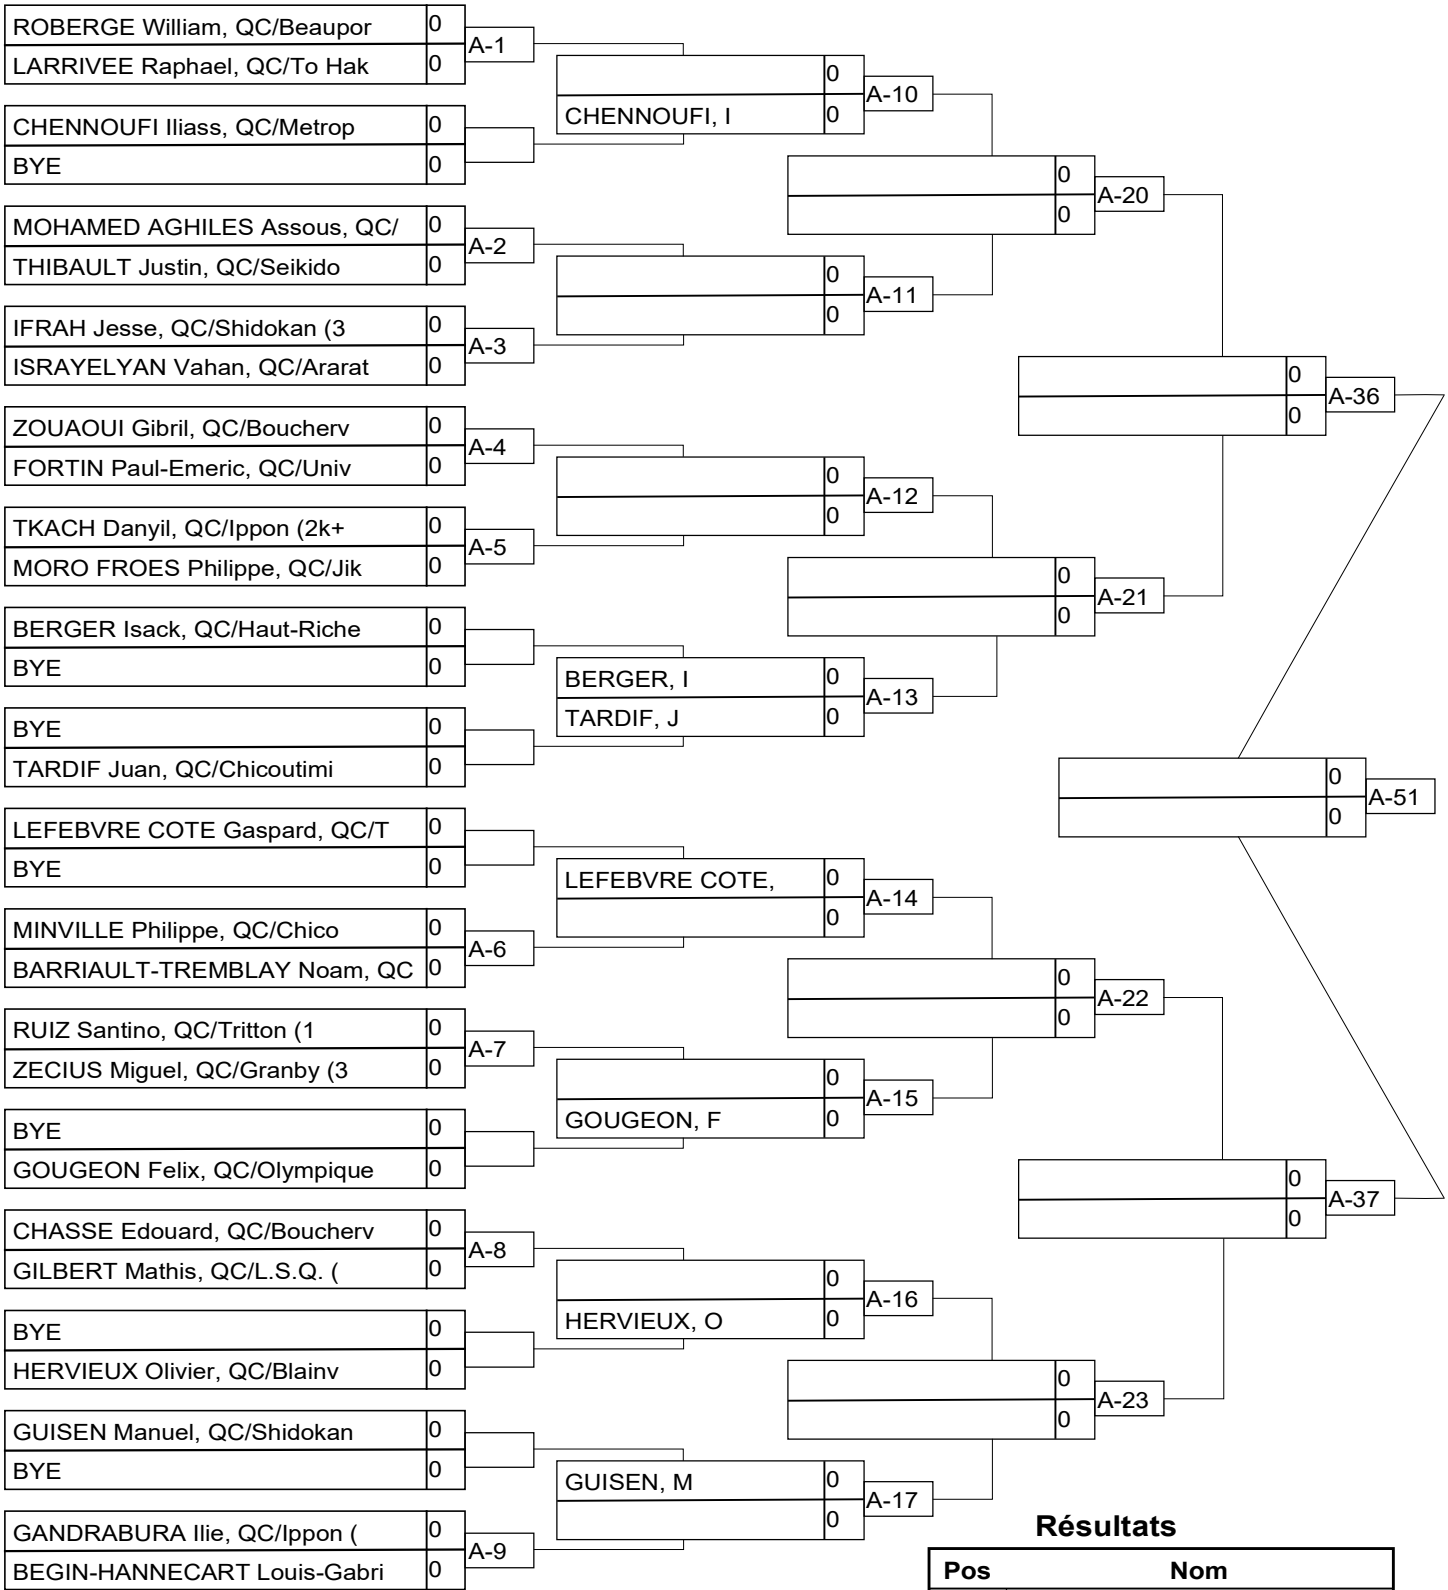 ROBERGE William, QC/Beaupor 0
A-1
LARRIVEE Raphael, QC/To Hak 0
0
A-10
CHENNOUFI, I 0
CHENNOUFI Iliass, QC/Metrop 0
BYE 0
0
A-20
0
MOHAMED AGHILES Assous, QC/ 0
A-2
THIBAULT Justin, QC/Seikido 0
0
A-11
0
IFRAH Jesse, QC/Shidokan (3 0
A-3
ISRAYELYAN Vahan, QC/Ararat 0
0
A-36
0
ZOUAOUI Gibril, QC/Boucherv 0
A-4
FORTIN Paul-Emeric, QC/Univ 0
0
A-12
0
TKACH Danyil, QC/Ippon (2k+ 0
A-5
MORO FROES Philippe, QC/Jik 0
0
A-21
0
BERGER Isack, QC/Haut-Riche 0
BYE 0
BERGER, I 0
A-13
TARDIF, J 0
BYE 0
TARDIF Juan, QC/Chicoutimi 0
0
A-51
0
LEFEBVRE COTE Gaspard, QC/T 0
BYE 0
LEFEBVRE COTE, 0
A-14
0
MINVILLE Philippe, QC/Chico 0
A-6
BARRIAULT-TREMBLAY Noam, QC 0
0
A-22
0
RUIZ Santino, QC/Tritton (1 0
A-7
ZECIUS Miguel, QC/Granby (3 0
0
A-15
GOUGEON, F 0
BYE 0
GOUGEON Felix, QC/Olympique 0
0
A-37
0
CHASSE Edouard, QC/Boucherv 0
A-8
GILBERT Mathis, QC/L.S.Q. ( 0
0
A-16
HERVIEUX, O 0
BYE 0
HERVIEUX Olivier, QC/Blainv 0
0
A-23
0
GUISEN Manuel, QC/Shidokan 0
BYE 0
GUISEN, M 0
A-17
0
GANDRABURA Ilie, QC/Ippon ( 0
A-9
BEGIN-HANNECART Louis-Gabri 0
Résultats
Pos Nom